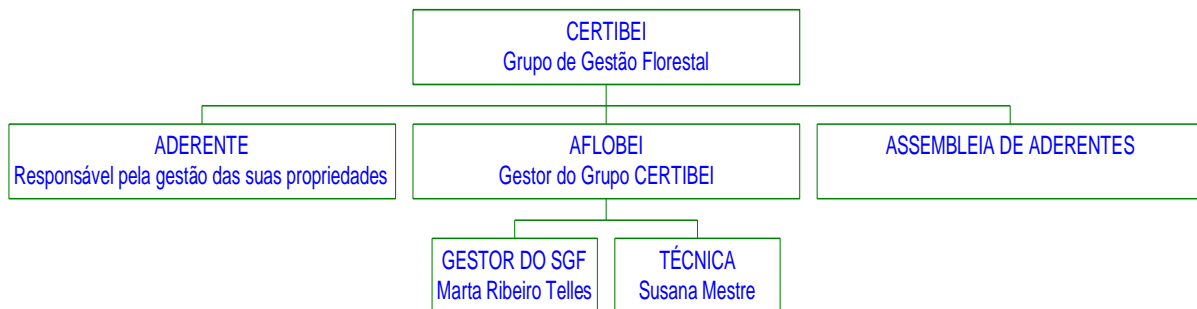 CERTIBEI
Grupo de Gestão Florestal
ADERENTE
Responsável pela gestão das suas propriedades
AFLOBEI
Gestor do Grupo CERTIBEI
ASSEMBLEIA DE ADERENTES
GESTOR DO SGF
Marta Ribeiro Telles
TÉCNICA
Susana Mestre